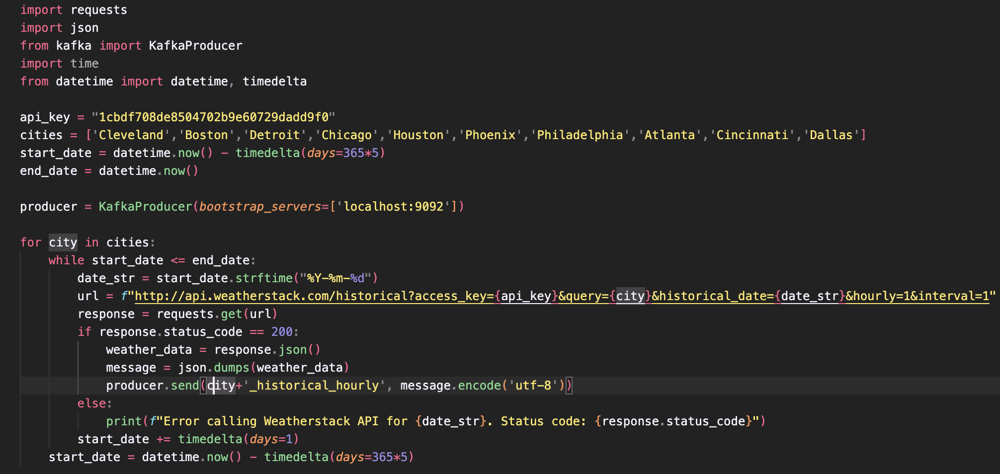 import requests
import json
from kafka import KafkaProducer
import time
from datetime import datetime, timedelta

api_key = "1cbdf708de8504702b9e60729dadd9f0"
cities = ['Cleveland','Boston','Detroit','Chicago','Houston','Phoenix','Philadelphia','Atlanta','Cincinnati','Dallas']
start_date = datetime.now() - timedelta(days=365*5)
end_date = datetime.now()

producer = KafkaProducer(bootstrap_servers=['localhost:9092'])

for city in cities:
    while start_date <= end_date:
        date_str = start_date.strftime("%Y-%m-%d")
        url = f"http://api.weatherstack.com/historical?access_key={api_key}&query={city}&historical_date={date_str}&hourly=1&interval=1"
        response = requests.get(url)
        if response.status_code == 200:
            weather_data = response.json()
            message = json.dumps(weather_data)
            producer.send(city+'_historical_hourly', message.encode('utf-8'))
        else:
            print(f"Error calling Weatherstack API for {date_str}. Status code: {response.status_code}")
        start_date += timedelta(days=1)
    start_date = datetime.now() - timedelta(days=365*5)